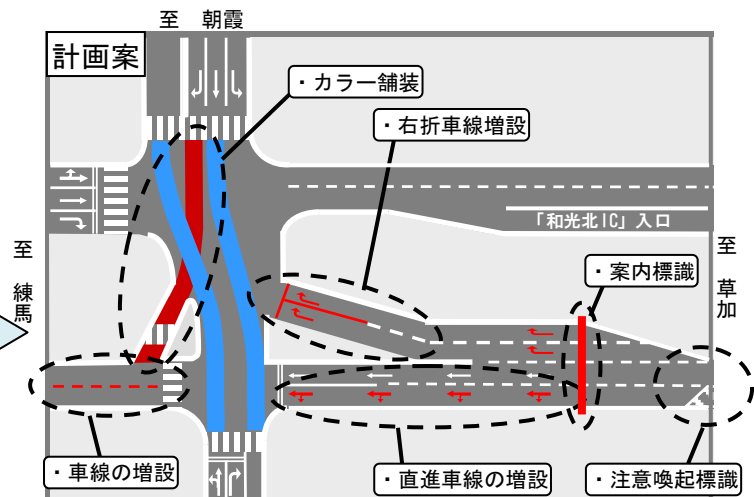 至 朝霞
計画案
・カラー舗装
・右折車線増設
「和光北IC」入口
至 練馬
・案内標識
至 草加
・車線の増設
・直進車線の増設
・注意喚起標識